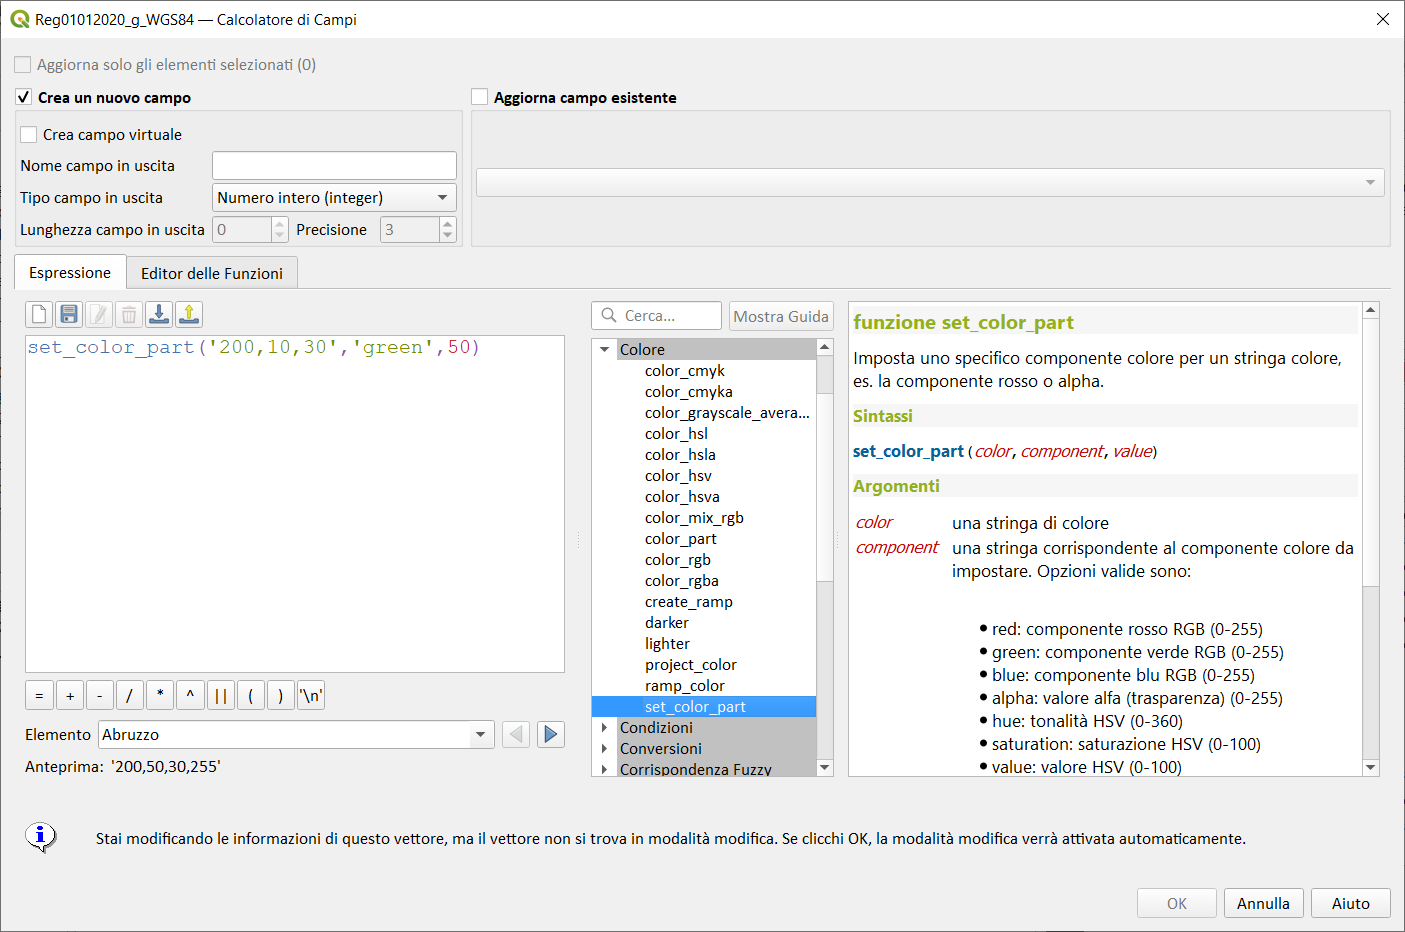 Reg01012020_g_WGS84 — Calcolatore di Campi
Aggiorna solo gli elementi selezionati (0)
Crea un nuovo campo
Aggiorna campo esistente
Crea campo virtuale
Nome campo in uscita
Tipo campo in uscita
Numero intero (integer)
Lunghezza campo in uscita
0
Precisione
3
Espressione
Editor delle Funzioni
set_color_part('200,10,30','green',50)
= + - / * ^ || ( ) '\n'
Elemento
Abruzzo
Anteprima: '200,50,30,255'
Cerca...
Mostra Guida
Colore
color_cmyk
color_cmyka
color_grayscale_avera...
color_hsl
color_hsla
color_hsv
color_hsva
color_mix_rgb
color_part
color_rgb
color_rgba
create_ramp
darker
lighter
project_color
ramp_color
set_color_part
Condizioni
Conversioni
Corrispondenza Fuzzy
funzione set_color_part
Imposta uno specifico componente colore per un stringa colore,
es. la componente rosso o alpha.
Sintassi
set_color_part(color, component, value)
Argomenti
color una stringa di colore
component una stringa corrispondente al componente colore da
impostare. Opzioni valide sono:
• red: componente rosso RGB (0-255)
• green: componente verde RGB (0-255)
• blue: componente blu RGB (0-255)
• alpha: valore alfa (trasparenza) (0-255)
• hue: tonalità HSV (0-360)
• saturation: saturazione HSV (0-100)
• value: valore HSV (0-100)
Stai modificando le informazioni di questo vettore, ma il vettore non si trova in modalità modifica. Se clicchi OK, la modalità modifica verrà attivata automaticamente.
OK
Annulla
Aiuto